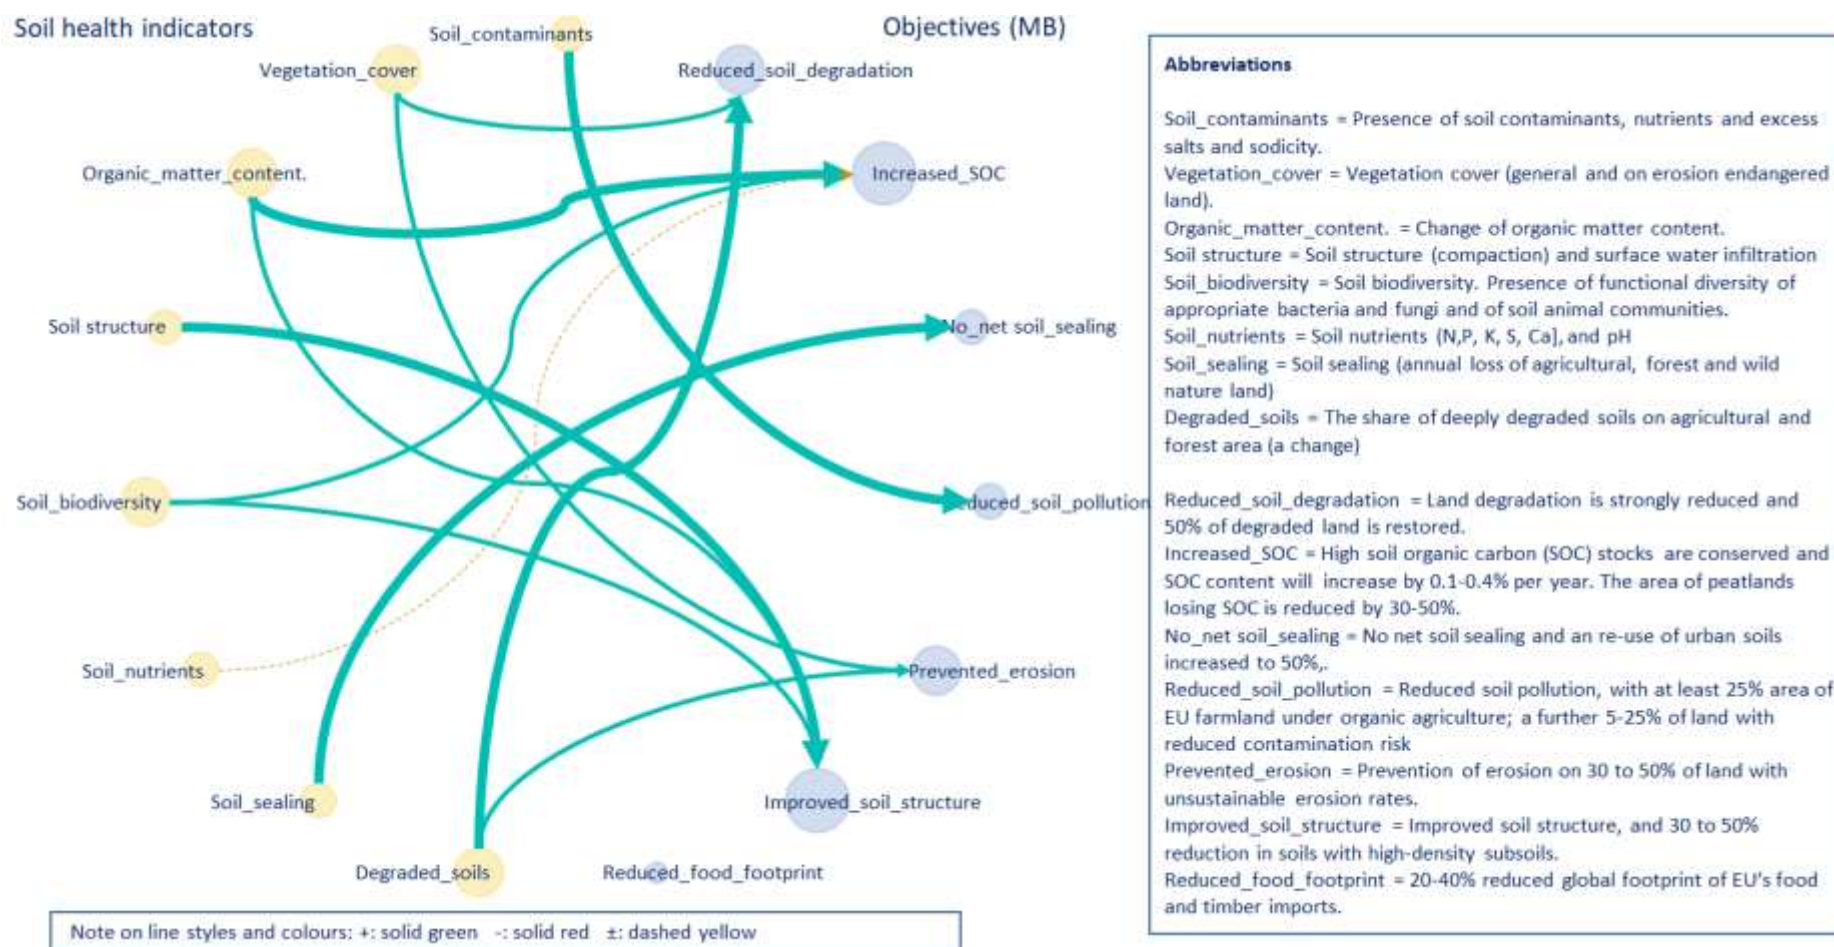 Soil health indicators
Objectives (MB)
Soil_contaminants
Vegetation_cover
Reduced_soil_degradation
Organic_matter_content.
Increased_SOC
Soil structure
No_net soil_sealing
Soil_biodiversity
educed_soil_pollution
Soil_nutrients
Prevented_erosion
Soil_sealing
Improved_soil_structure
Degraded_soils
Reduced_food_footprint
Note on line styles and colours: +: solid green -: solid red ±: dashed yellow
Abbreviations
Soil_contaminants = Presence of soil contaminants, nutrients and excess
salts and sodicity.
Vegetation_cover = Vegetation cover (general and on erosion endangered
land).
Organic_matter_content. = Change of organic matter content.
Soil structure = Soil structure (compaction) and surface water infiltration
Soil_biodiversity = Soil biodiversity. Presence of functional diversity of
appropriate bacteria and fungi and of soil animal communities.
Soil_nutrients = Soil nutrients (N,P, K, S, Ca], and pH
Soil_sealing = Soil sealing (annual loss of agricultural, forest and wild
nature land)
Degraded_soils = The share of deeply degraded soils on agricultural and
forest area (a change)
Reduced_soil_degradation = Land degradation is strongly reduced and
50% of degraded land is restored.
Increased_SOC = High soil organic carbon (SOC) stocks are conserved and
SOC content will increase by 0.1-0.4% per year. The area of peatlands
losing SOC is reduced by 30-50%.
No_net soil_sealing = No net soil sealing and an re-use of urban soils
increased to 50%,.
Reduced_soil_pollution = Reduced soil pollution, with at least 25% area of
EU farmland under organic agriculture; a further 5-25% of land with
reduced contamination risk
Prevented_erosion = Prevention of erosion on 30 to 50% of land with
unsustainable erosion rates.
Improved_soil_structure = Improved soil structure, and 30 to 50%
reduction in soils with high-density subsoils.
Reduced_food_footprint = 20-40% reduced global footprint of EU's food
and timber imports.